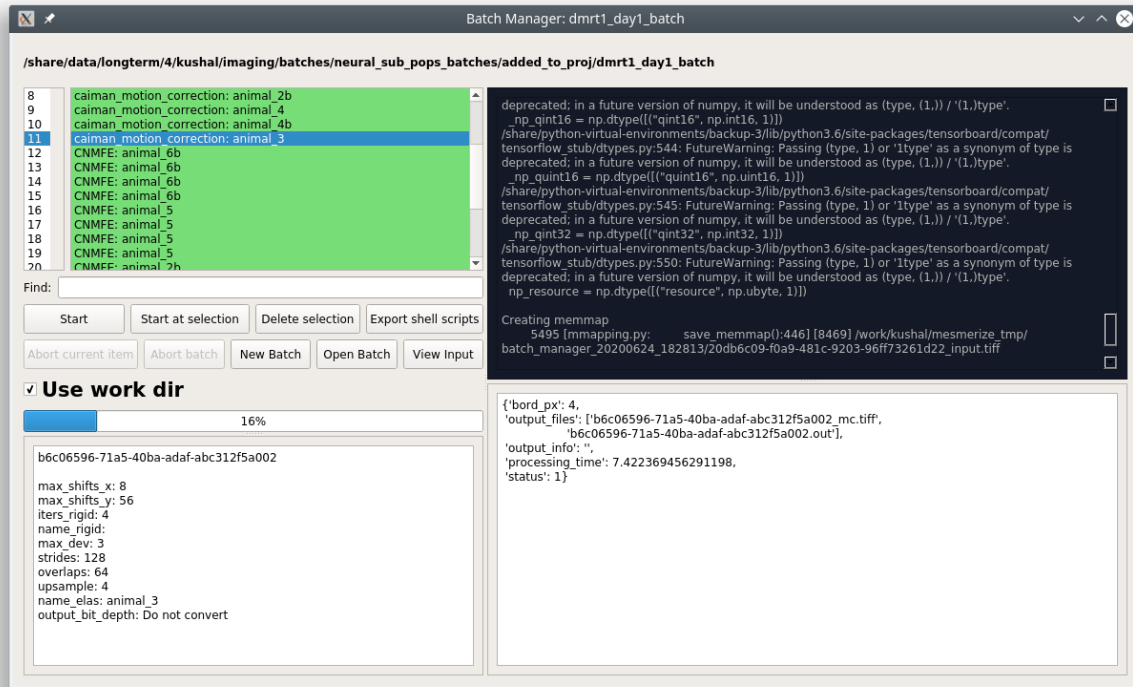 Batch Manager: dmrt1_day1_batch
/share/data/longterm/4/kushal/imaging/batches/neural_sub_pops_batches/added_to_proj/dmrt1_day1_batch
8 caiman_motion_correction: animal_2b
9 caiman_motion_correction: animal_4
10 caiman_motion_correction: animal_4b
11 caiman_motion_correction: animal_3
12 CNMFE: animal_6b
13 CNMFE: animal_6b
14 CNMFE: animal_6b
15 CNMFE: animal_6b
16 CNMFE: animal_5
17 CNMFE: animal_5
18 CNMFE: animal_5
19 CNMFE: animal_5
20 CNMFE: animal_2b
Find:
Start Start at selection Delete selection Export shell scripts
Abort current item Abort batch New Batch Open Batch View Input
Use work dir
16%
b6c06596-71a5-40ba-adaf-abc312f5a002
max_shifts_x: 8
max_shifts_y: 56
iters_rigid: 4
name_rigid:
max_dev: 3
strides: 128
overlaps: 64
upsample: 4
name_elas: animal_3
output_bit_depth: Do not convert
deprecated; in a future version of numpy, it will be understood as (type, (1,)) / '(1,)type'.
_np_qint16 = np.dtype([("qint16", np.int16, 1)])
/share/python-virtual-environments/backup-3/lib/python3.6/site-packages/tensorboard/compat/
tensorflow_stub/dtypes.py:544: FutureWarning: Passing (type, 1) or '1type' as a synonym of type is
deprecated; in a future version of numpy, it will be understood as (type, (1,)) / '(1,)type'.
_np_quint16 = np.dtype([("quint16", np.uint16, 1)])
/share/python-virtual-environments/backup-3/lib/python3.6/site-packages/tensorboard/compat/
tensorflow_stub/dtypes.py:545: FutureWarning: Passing (type, 1) or '1type' as a synonym of type is
deprecated; in a future version of numpy, it will be understood as (type, (1,)) / '(1,)type'.
_np_qint32 = np.dtype([("qint32", np.int32, 1)])
/share/python-virtual-environments/backup-3/lib/python3.6/site-packages/tensorboard/compat/
tensorflow_stub/dtypes.py:550: FutureWarning: Passing (type, 1) or '1type' as a synonym of type is
deprecated; in a future version of numpy, it will be understood as (type, (1,)) / '(1,)type'.
np_resource = np.dtype([("resource", np.ubyte, 1)])
Creating memmap
5495 [mmapping.py: save_memmap():446] [8469] /work/kushal/mesmerize_tmp/
batch_manager_20200624_182813/20db6c09-f0a9-481c-9203-96ff73261d22_input.tiff
{'bord_px': 4,
'output_files': ['b6c06596-71a5-40ba-adaf-abc312f5a002_mc.tiff',
'b6c06596-71a5-40ba-adaf-abc312f5a002.out'],
'output_info': '',
'processing_time': 7.422369456291198,
'status': 1}